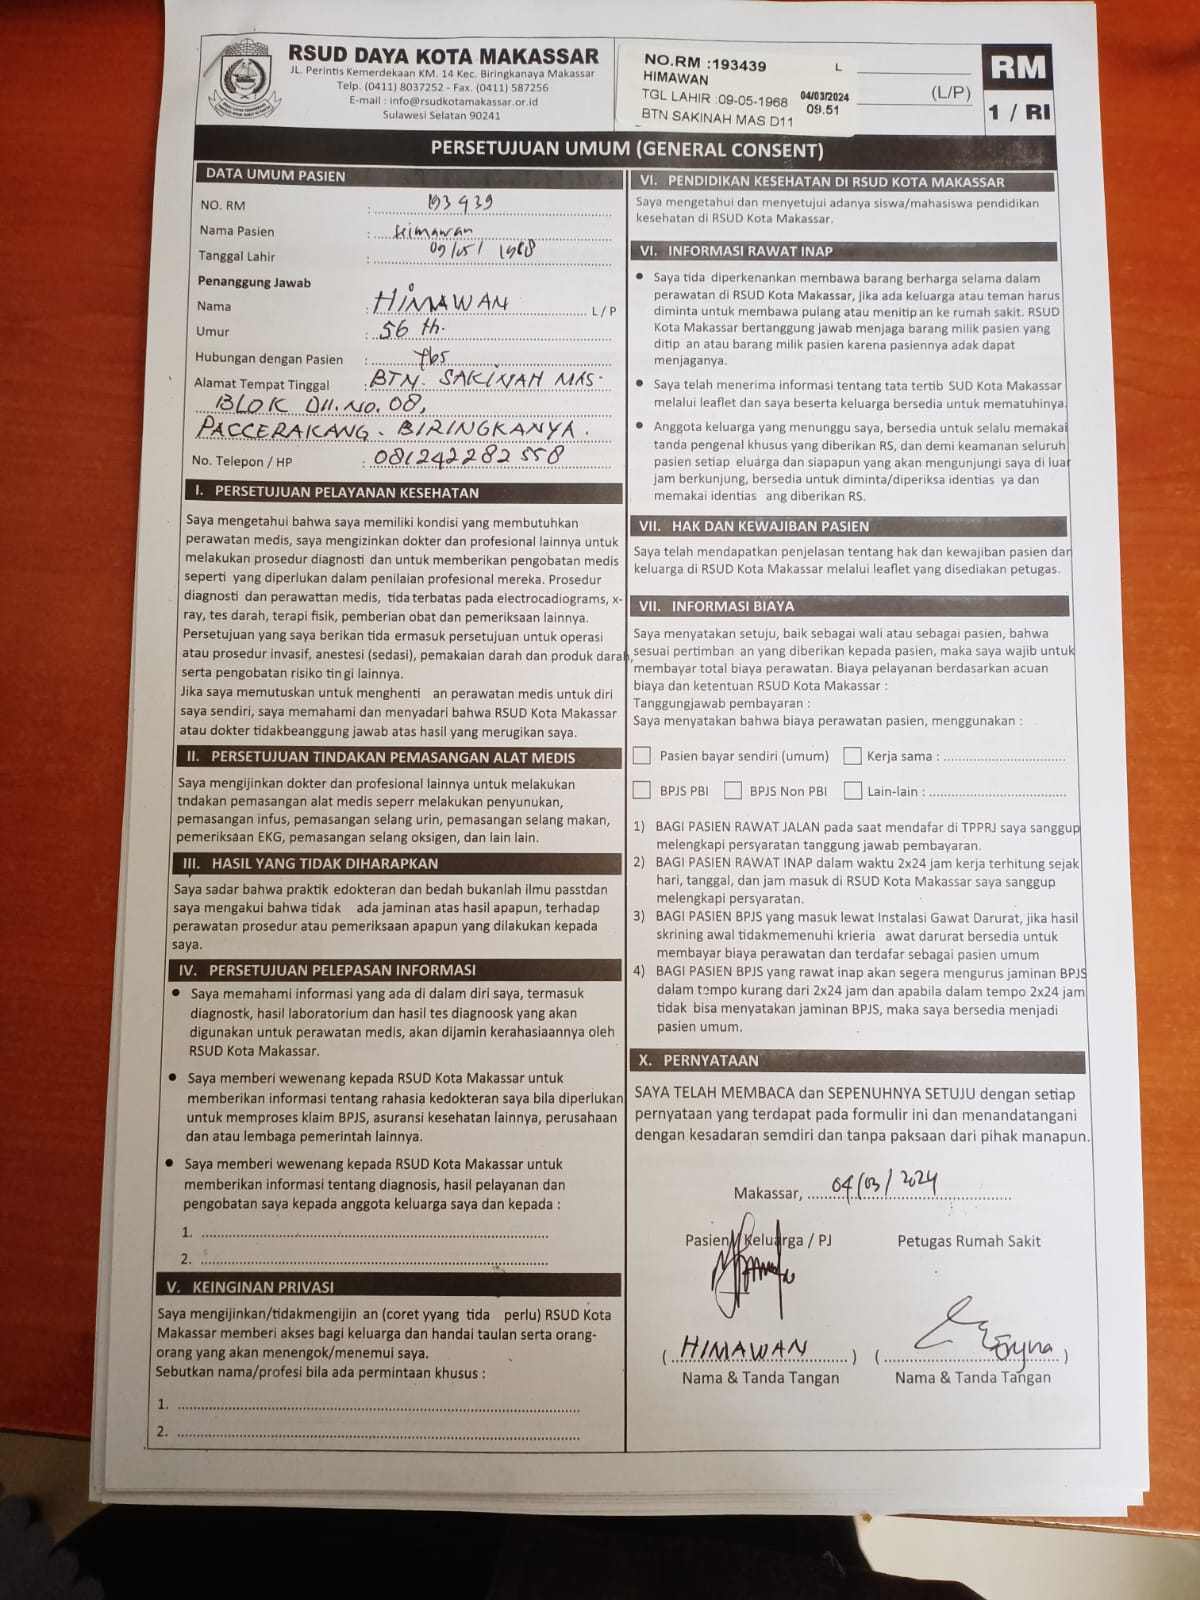 RSUD DAYA KOTA MAKASSAR
JL. Perintis Kemerdekaan KM. 14 Kec. Biringkanaya Makassar
Telp. (0411) 8037252 - Fax. (0411) 587256
E-mail : info@rsudkotamakassar.or.id
Sulawesi Selatan 90241
NO.RM :193439 L
HIMAWAN
TGL LAHIR :09-05-1968 04/03/2024
BTN SAKINAH MAS D11 09.51
(L/P)
RM
1 / RI
PERSETUJUAN UMUM (GENERAL CONSENT)
DATA UMUM PASIEN
NO. RM : 193439
Nama Pasien : Himawan
Tanggal Lahir : 09/05/1968
Penanggung Jawab
Nama : HIMAWAN L / P
Umur : 56 th.
Hubungan dengan Pasien :
Alamat Tempat Tinggal : BTN. SAKINAH MAS-
BLOK D11. NO. 08,
PACCERAKANG - BIRINGKANYA.
No. Telepon / HP : 081242282558
I. PERSETUJUAN PELAYANAN KESEHATAN
Saya mengetahui bahwa saya memiliki kondisi yang membutuhkan
perawatan medis, saya mengizinkan dokter dan profesional lainnya untuk
melakukan prosedur diagnosti dan untuk memberikan pengobatan medis
seperti yang diperlukan dalam penilaian profesional mereka. Prosedur
diagnosti dan perawattan medis, tida terbatas pada electrocadiograms, x-
ray, tes darah, terapi fisik, pemberian obat dan pemeriksaan lainnya.
Persetujuan yang saya berikan tida ermasuk persetujuan untuk operasi
atau prosedur invasif, anestesi (sedasi), pemakaian darah dan produk darah,
serta pengobatan risiko tin gi lainnya.
Jika saya memutuskan untuk menghenti an perawatan medis untuk diri
saya sendiri, saya memahami dan menyadari bahwa RSUD Kota Makassar
atau dokter tidakbeanggung jawab atas hasil yang merugikan saya.
II. PERSETUJUAN TINDAKAN PEMASANGAN ALAT MEDIS
Saya mengijinkan dokter dan profesional lainnya untuk melakukan
tndakan pemasangan alat medis seperr melakukan penyunukan,
pemasangan infus, pemasangan selang urin, pemasangan selang makan,
pemeriksaan EKG, pemasangan selang oksigen, dan lain lain.
III. HASIL YANG TIDAK DIHARAPKAN
Saya sadar bahwa praktik edokteran dan bedah bukanlah ilmu passtdan
saya mengakui bahwa tidak ada jaminan atas hasil apapun, terhadap
perawatan prosedur atau pemeriksaan apapun yang dilakukan kepada
saya.
IV. PERSETUJUAN PELEPASAN INFORMASI
• Saya memahami informasi yang ada di dalam diri saya, termasuk
diagnostk, hasil laboratorium dan hasil tes diagnoosk yang akan
digunakan untuk perawatan medis, akan dijamin kerahasiaannya oleh
RSUD Kota Makassar.
• Saya memberi wewenang kepada RSUD Kota Makassar untuk
memberikan informasi tentang rahasia kedokteran saya bila diperlukan
untuk memproses klaim BPJS, asuransi kesehatan lainnya, perusahaan
dan atau lembaga pemerintah lainnya.
• Saya memberi wewenang kepada RSUD Kota Makassar untuk
memberikan informasi tentang diagnosis, hasil pelayanan dan
pengobatan saya kepada anggota keluarga saya dan kepada :
1.
2.
V. KEINGINAN PRIVASI
Saya mengijinkan/tidakmengijin an (coret yyang tida perlu) RSUD Kota
Makassar memberi akses bagi keluarga dan handai taulan serta orang-
orang yang akan menengok/menemui saya.
Sebutkan nama/profesi bila ada permintaan khusus :
1.
2.
VI. PENDIDIKAN KESEHATAN DI RSUD KOTA MAKASSAR
Saya mengetahui dan menyetujui adanya siswa/mahasiswa pendidikan
kesehatan di RSUD Kota Makassar.
VI. INFORMASI RAWAT INAP
• Saya tida diperkenankan membawa barang berharga selama dalam
perawatan di RSUD Kota Makassar, jika ada keluarga atau teman harus
diminta untuk membawa pulang atau menitip an ke rumah sakit. RSUD
Kota Makassar bertanggung jawab menjaga barang milik pasien yang
ditip an atau barang milik pasien karena pasiennya adak dapat
menjaganya.
• Saya telah menerima informasi tentang tata tertib SUD Kota Makassar
melalui leaflet dan saya beserta keluarga bersedia untuk mematuhinya.
• Anggota keluarga yang menunggu saya, bersedia untuk selalu memakai
tanda pengenal khusus yang diberikan RS, dan demi keamanan seluruh
pasien setiap eluarga dan siapapun yang akan mengunjungi saya di luar
jam berkunjung, bersedia untuk diminta/diperiksa identias ya dan
memakai identias ang diberikan RS.
VII. HAK DAN KEWAJIBAN PASIEN
Saya telah mendapatkan penjelasan tentang hak dan kewajiban pasien dan
keluarga di RSUD Kota Makassar melalui leaflet yang disediakan petugas.
VII. INFORMASI BIAYA
Saya menyatakan setuju, baik sebagai wali atau sebagai pasien, bahwa
sesuai pertimban an yang diberikan kepada pasien, maka saya wajib untuk
membayar total biaya perawatan. Biaya pelayanan berdasarkan acuan
biaya dan ketentuan RSUD Kota Makassar :
Tanggungjawab pembayaran :
Saya menyatakan bahwa biaya perawatan pasien, menggunakan :
Pasien bayar sendiri (umum) Kerja sama :
BPJS PBI BPJS Non PBI Lain-lain :
1) BAGI PASIEN RAWAT JALAN pada saat mendafar di TPPRJ saya sanggup
melengkapi persyaratan tanggung jawab pembayaran.
2) BAGI PASIEN RAWAT INAP dalam waktu 2x24 jam kerja terhitung sejak
hari, tanggal, dan jam masuk di RSUD Kota Makassar saya sanggup
melengkapi persyaratan.
3) BAGI PASIEN BPJS yang masuk lewat Instalasi Gawat Darurat, jika hasil
skrining awal tidakmemenuhi krieria awat darurat bersedia untuk
membayar biaya perawatan dan terdafar sebagai pasien umum
4) BAGI PASIEN BPJS yang rawat inap akan segera mengurus jaminan BPJS
dalam tempo kurang dari 2x24 jam dan apabila dalam tempo 2x24 jam
tidak bisa menyatakan jaminan BPJS, maka saya bersedia menjadi
pasien umum.
X. PERNYATAAN
SAYA TELAH MEMBACA dan SEPENUHNYA SETUJU dengan setiap
pernyataan yang terdapat pada formulir ini dan menandatangani
dengan kesadaran semdiri dan tanpa paksaan dari pihak manapun.
Makassar, 04/03/2024
Pasien/ Keluarga / PJ Petugas Rumah Sakit
( HIMAWAN ) ( )
Nama & Tanda Tangan Nama & Tanda Tangan